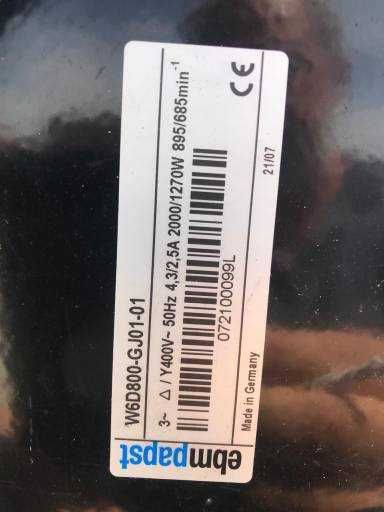 ebmpapst
W6D800-GJ01-01
3~ △/Y400V~ 50Hz 4,3/2,5A 2000/1270W 895/685min⁻¹
072100099L
Made in Germany
21/07
CE